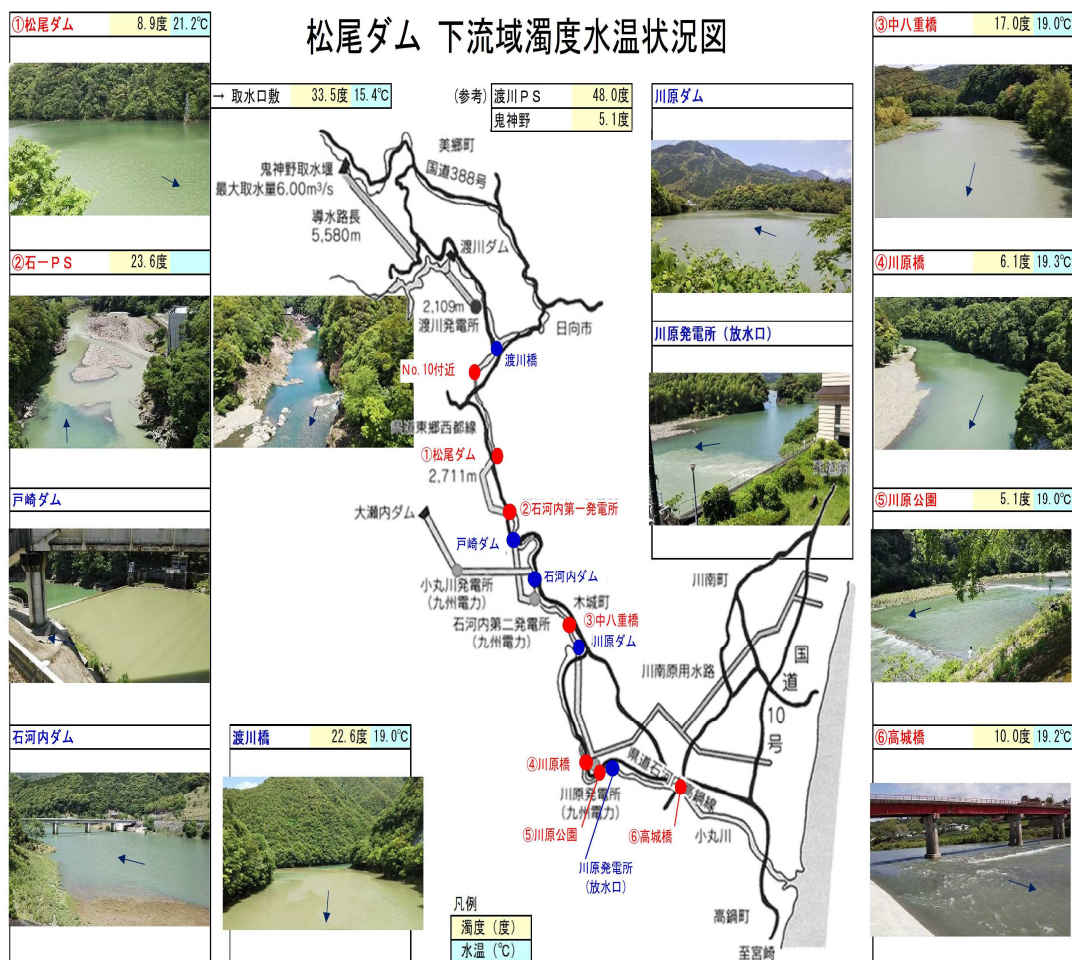 松尾ダム 下流域濁度水温状況図
①松尾ダム 8.9度 21.2℃
→ 取水口敷 33.5度 15.4℃
(参考) 渡川PS 48.0度
鬼神野 5.1度
川原ダム
③中八重橋 17.0度 19.0℃
②石一PS 23.6度
川原発電所(放水口)
④川原橋 6.1度 19.3℃
戸崎ダム
⑤川原公園 5.1度 19.0℃
石河内ダム
渡川橋 22.6度 19.0℃
⑥高城橋 10.0度 19.2℃
美郷町
国道388号
鬼神野取水堰
最大取水量6.00m³/s
導水路長
5,580m
渡川ダム
2,109m
渡川発電所
日向市
渡川橋
No.10付近
県道東郷西都線
①松尾ダム
2,711m
②石河内第一発電所
大瀬内ダム
戸崎ダム
石河内ダム
小丸川発電所
(九州電力)
木城町
石河内第二発電所
(九州電力)
③中八重橋
川原ダム
川南町
川南原用水路
国道10号
④川原橋
川原発電所
(九州電力)
県道石河内高鍋線
⑤川原公園
⑥高城橋
小丸川
川原発電所
(放水口)
高鍋町
至宮崎
凡例
濁度(度)
水温(℃)